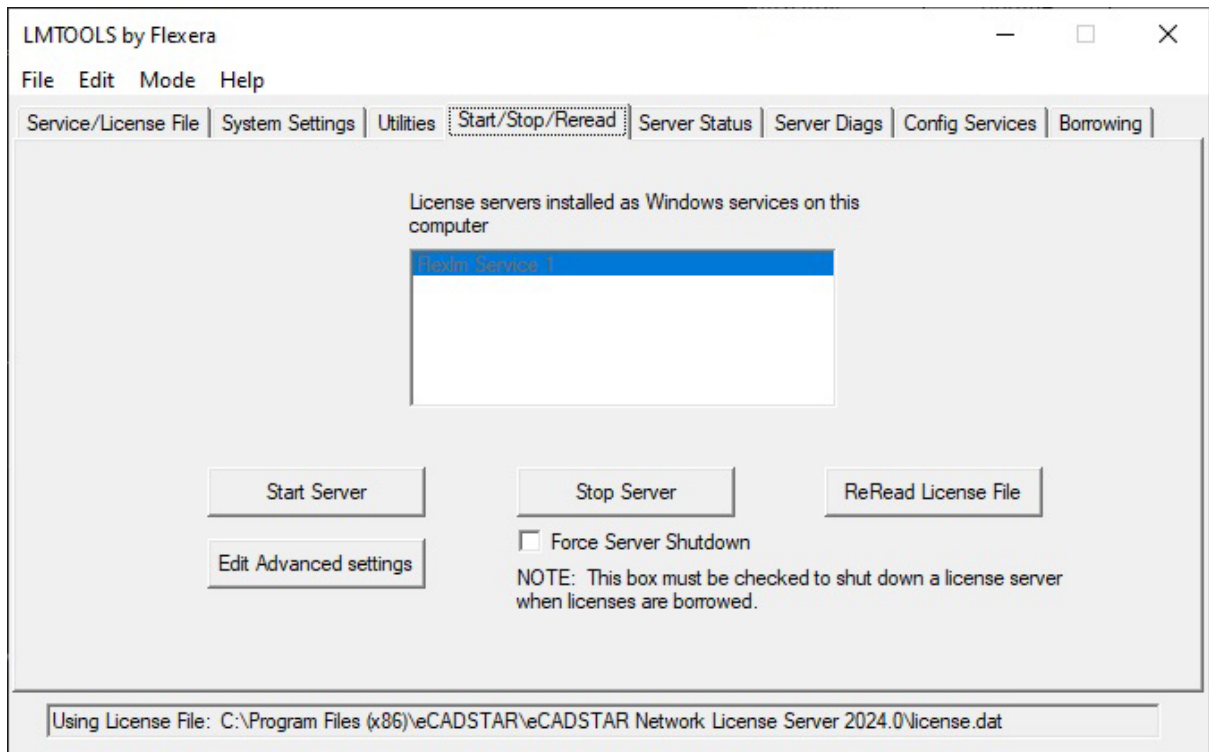 LMTOOLS by Flexera
File Edit Mode Help
Service/License File System Settings Utilities Start/Stop/Reread Server Status Server Diags Config Services Borrowing
License servers installed as Windows services on this
computer
Flexlm Service 1
Start Server Stop Server ReRead License File
Edit Advanced settings
Force Server Shutdown
NOTE: This box must be checked to shut down a license server
when licenses are borrowed.
Using License File: C:\Program Files (x86)\eCADSTAR\eCADSTAR Network License Server 2024.0\license.dat